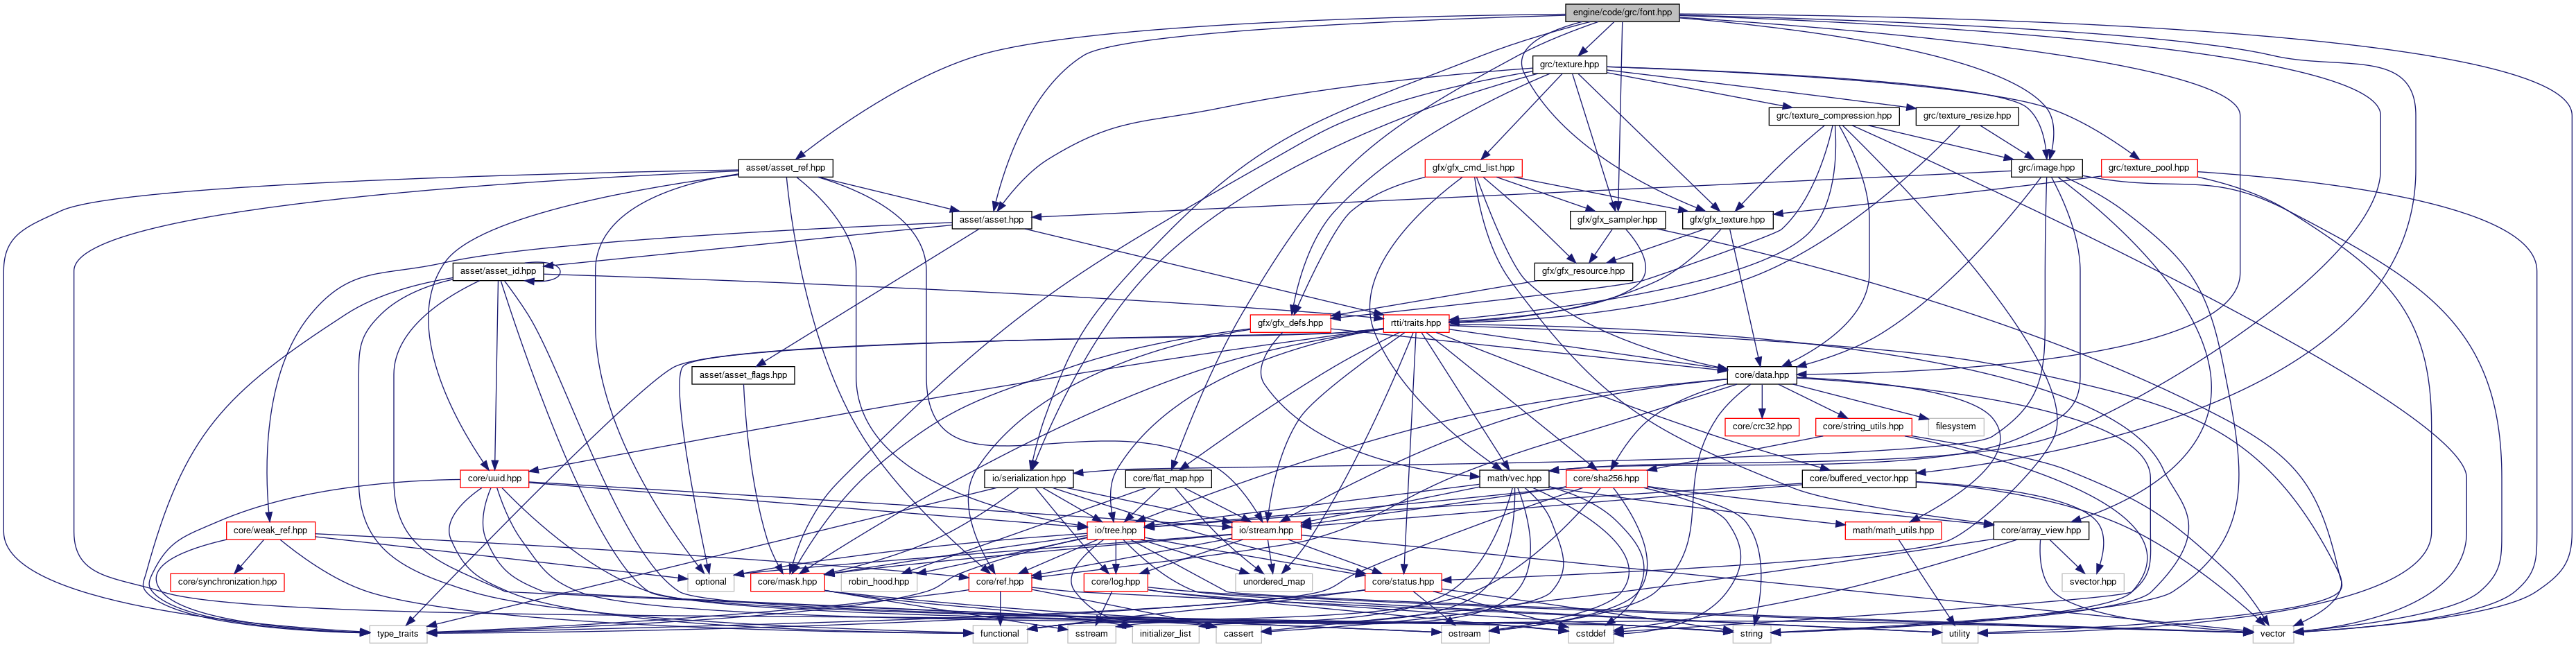 engine/code/grc/font.hpp
grc/texture.hpp
grc/texture_compression.hpp
grc/texture_resize.hpp
asset/asset_ref.hpp
gfx/gfx_cmd_list.hpp
grc/image.hpp
grc/texture_pool.hpp
asset/asset.hpp
gfx/gfx_sampler.hpp
gfx/gfx_texture.hpp
asset/asset_id.hpp
gfx/gfx_resource.hpp
gfx/gfx_defs.hpp
rtti/traits.hpp
asset/asset_flags.hpp
core/data.hpp
core/crc32.hpp
core/string_utils.hpp
filesystem
core/uuid.hpp
io/serialization.hpp
core/flat_map.hpp
math/vec.hpp
core/sha256.hpp
core/buffered_vector.hpp
core/weak_ref.hpp
io/tree.hpp
io/stream.hpp
math/math_utils.hpp
core/array_view.hpp
core/synchronization.hpp
optional
core/mask.hpp
robin_hood.hpp
core/ref.hpp
core/log.hpp
unordered_map
core/status.hpp
svector.hpp
type_traits
functional
sstream
initializer_list
cassert
ostream
cstddef
string
utility
vector